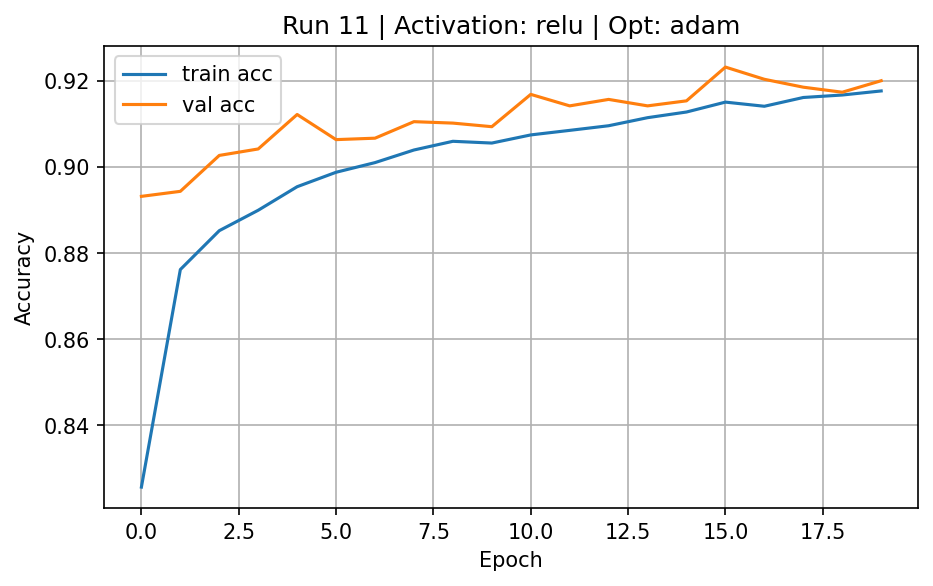 Run 11 | Activation: relu | Opt: adam
train acc
val acc
0.92
0.90
0.88
0.86
0.84
Accuracy
0.0 2.5 5.0 7.5 10.0 12.5 15.0 17.5
Epoch